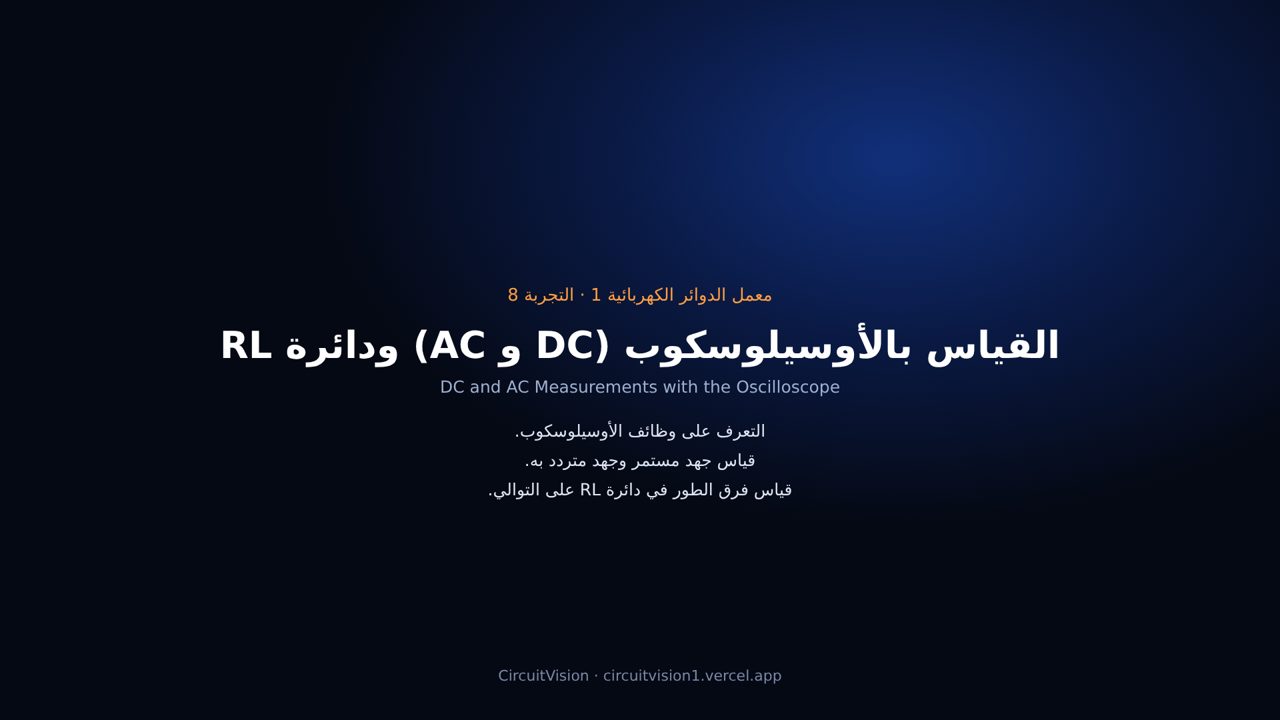 معمل الدوائر الكهربائية 1 · التجربة 8
القياس بالأوسيلوسكوب (DC و AC) ودائرة RL
DC and AC Measurements with the Oscilloscope
التعرف على وظائف الأوسيلوسكوب.
قياس جهد مستمر وجهد متردد به.
قياس فرق الطور في دائرة RL على التوالي.
CircuitVision · circuitvision1.vercel.app